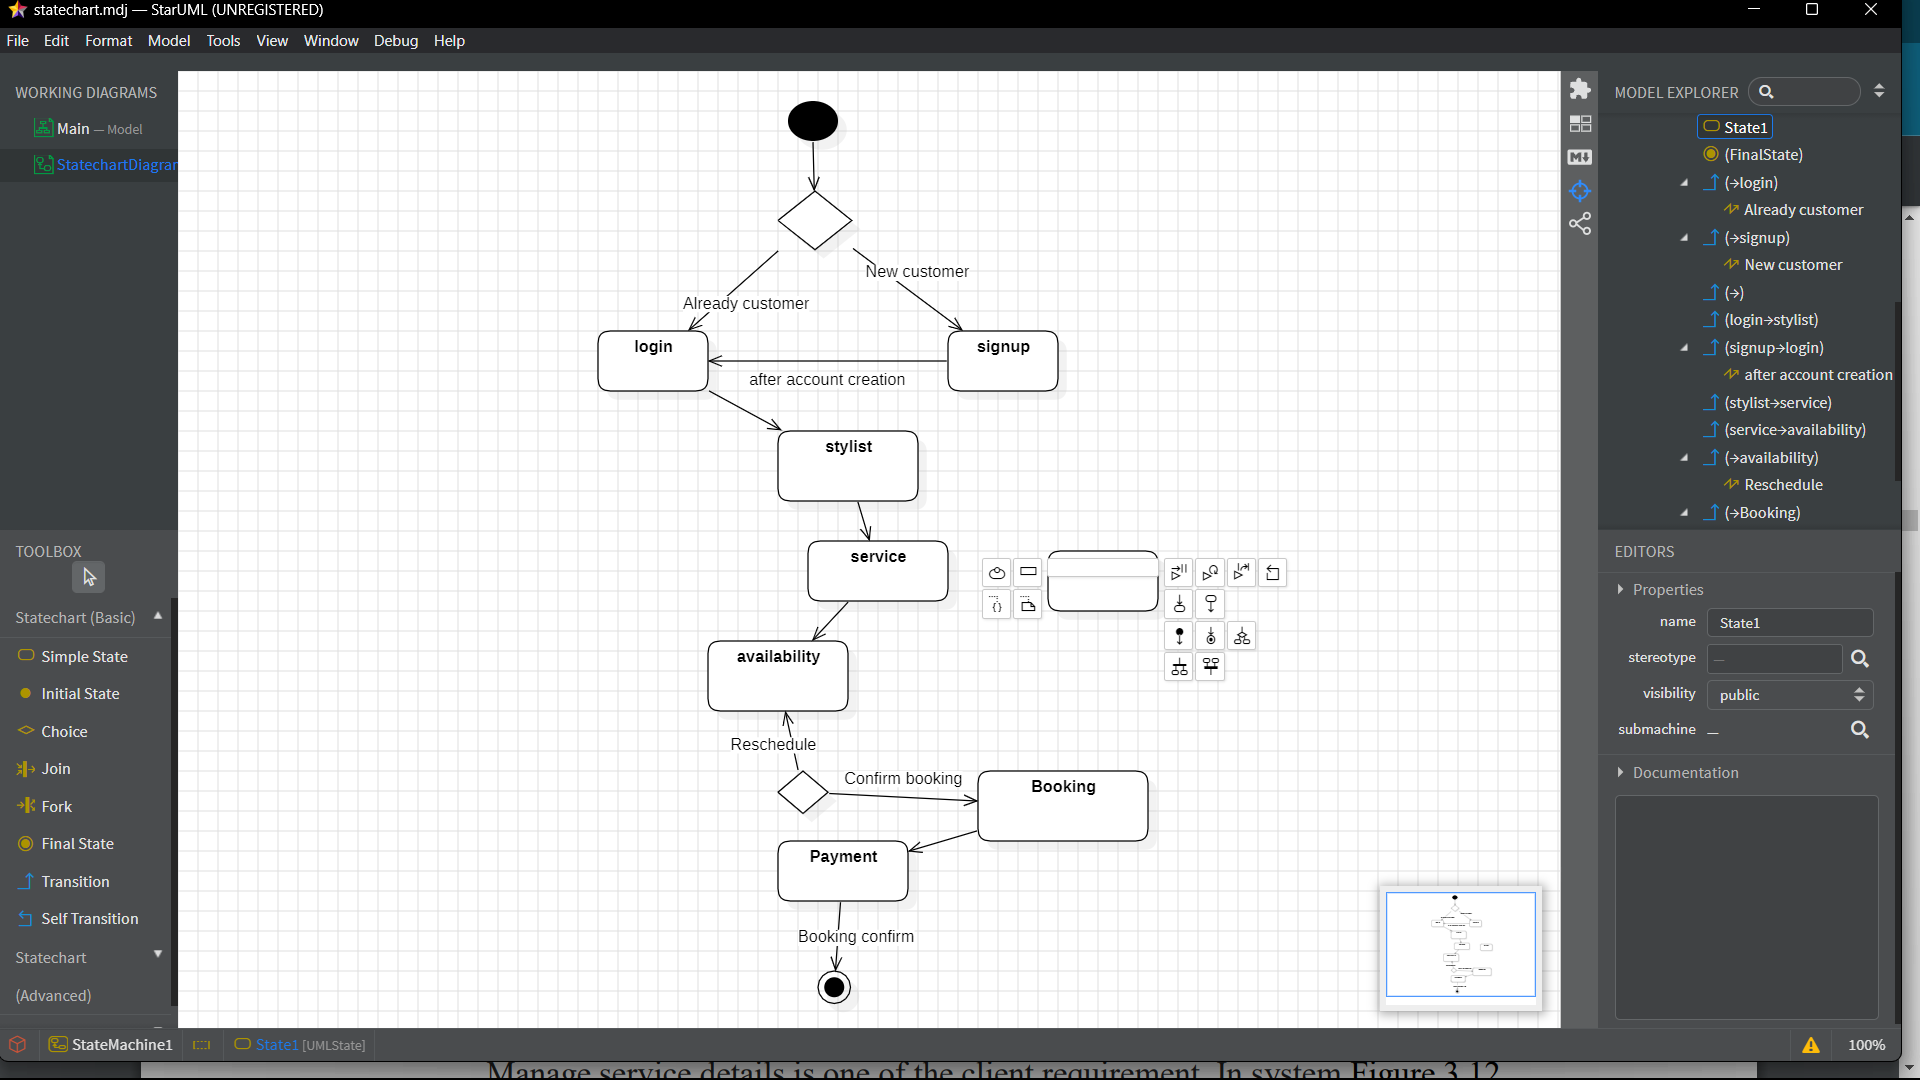 statechart.mdj — StarUML (UNREGISTERED)
File Edit Format Model Tools View Window Debug Help
WORKING DIAGRAMS
Main — Model
StatechartDiagram
TOOLBOX
Statechart (Basic)
Simple State
Initial State
Choice
Join
Fork
Final State
Transition
Self Transition
Statechart
(Advanced)
New customer
Already customer
login
signup
after account creation
stylist
service
availability
Reschedule
Confirm booking
Booking
Payment
Booking confirm
MODEL EXPLORER
State1
(FinalState)
(→login)
Already customer
(→signup)
New customer
(→)
(login→stylist)
(signup→login)
after account creation
(stylist→service)
(service→availability)
(→availability)
Reschedule
(→Booking)
EDITORS
Properties
name State1
stereotype —
visibility public
submachine —
Documentation
StateMachine1 State1 [UMLState]
100%
Manage service details is one of the client requirement. In system Figure 3.12